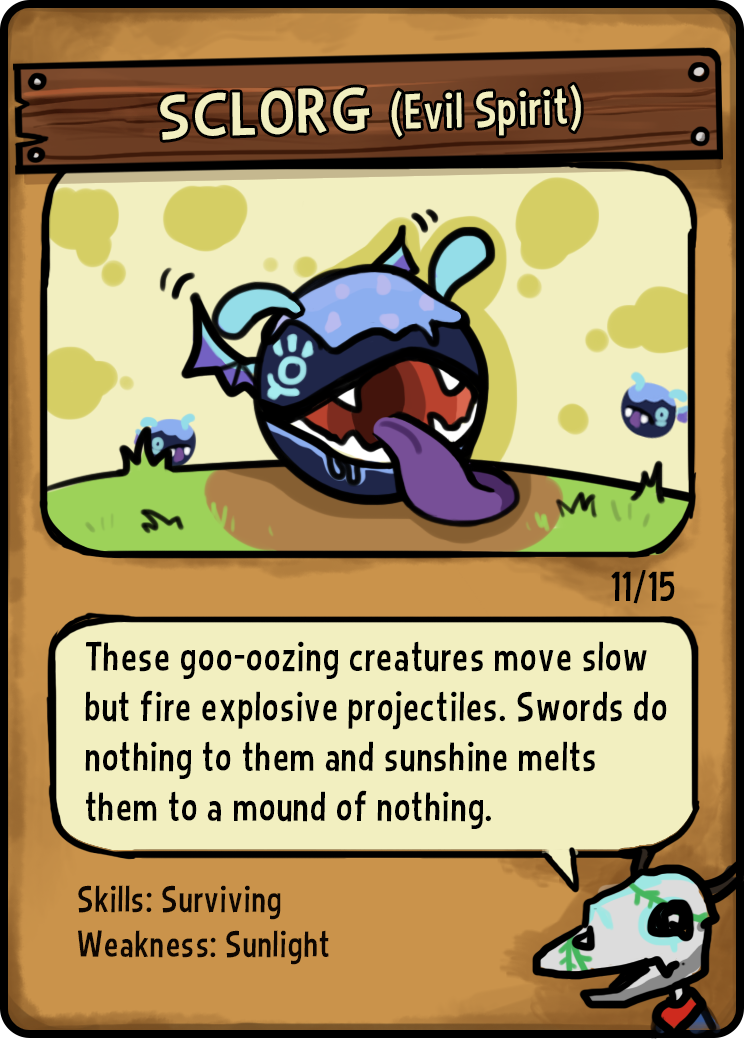 SCLORG (Evil Spirit)
11/15
These goo-oozing creatures move slow
but fire explosive projectiles. Swords do
nothing to them and sunshine melts
them to a mound of nothing.
Skills: Surviving
Weakness: Sunlight